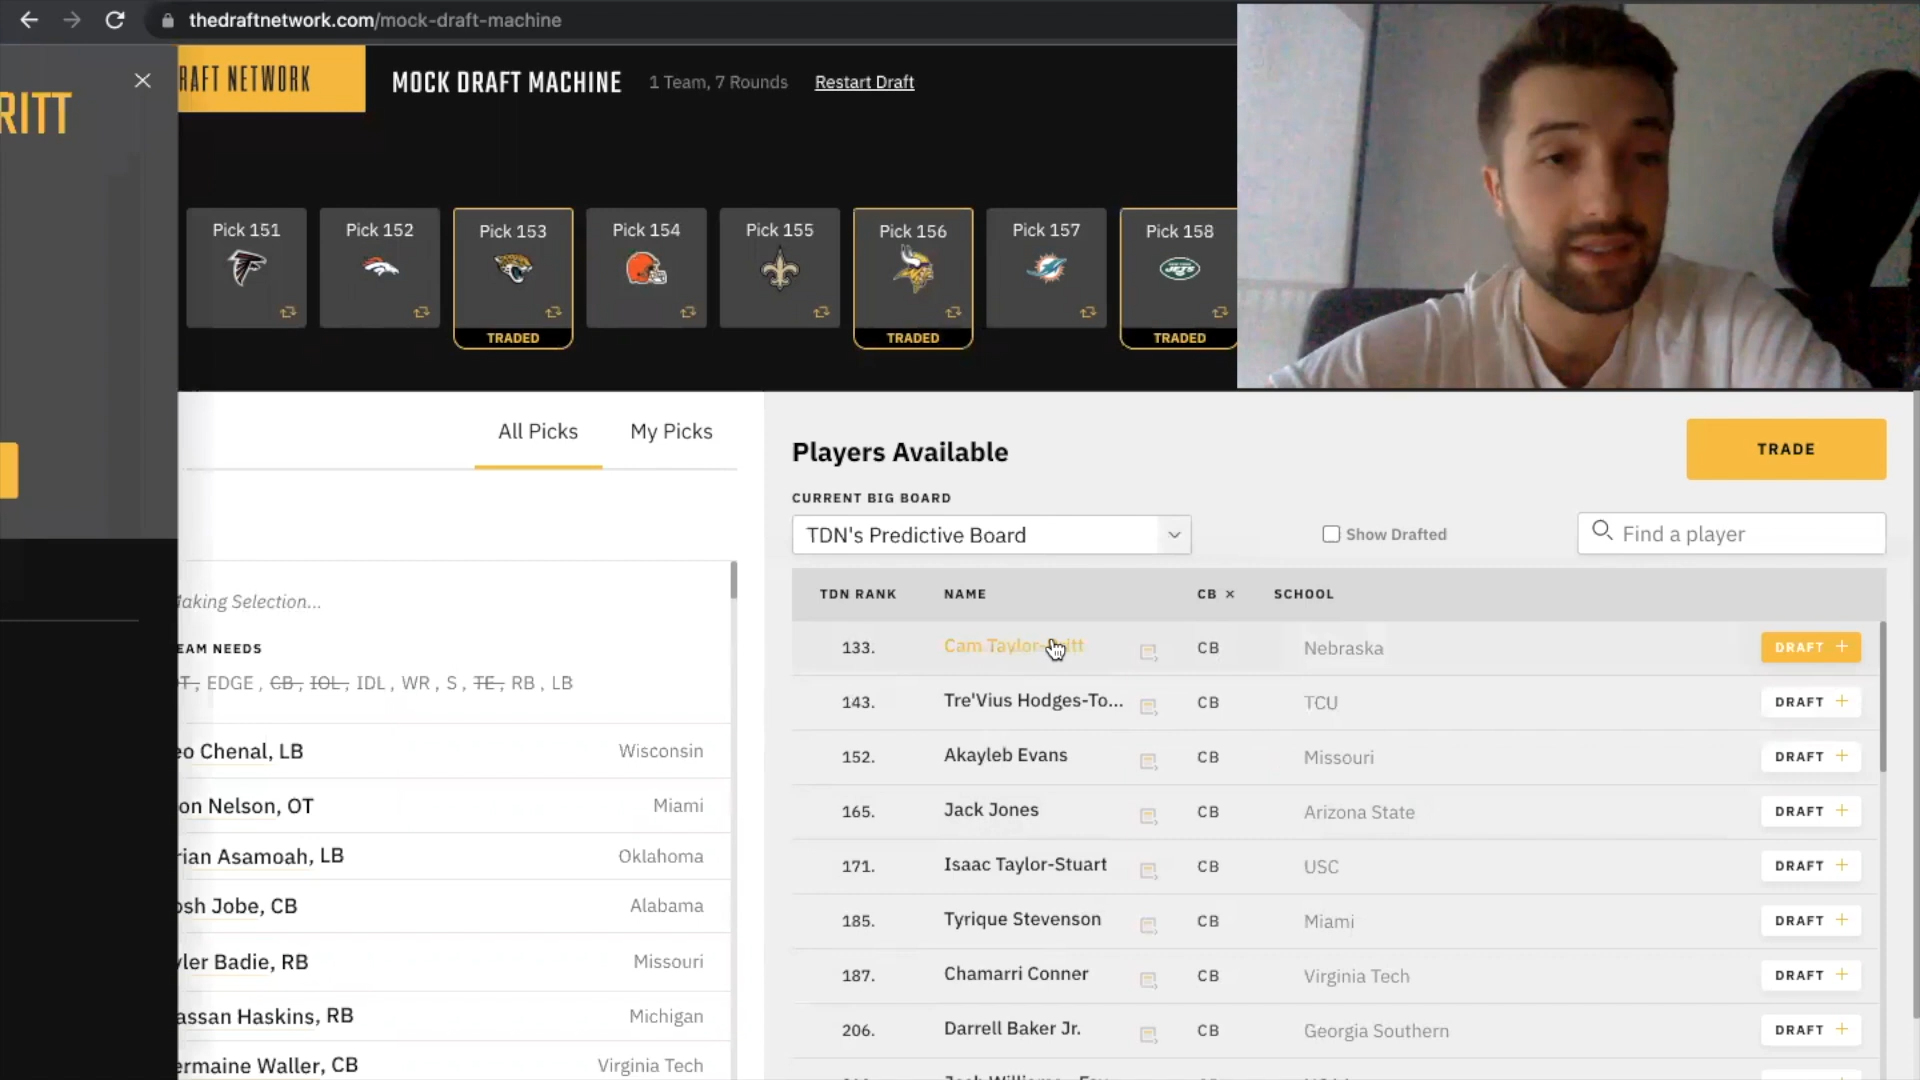 thedraftnetwork.com/mock-draft-machine
RITT
RAFT NETWORK
MOCK DRAFT MACHINE
1 Team, 7 Rounds
Restart Draft
Pick 151
Pick 152
Pick 153
Pick 154
Pick 155
Pick 156
Pick 157
Pick 158
JETS
TRADED
TRADED
TRADED
All Picks
My Picks
aking Selection...
EAM NEEDS
T, EDGE, CB, IOL, IDL, WR, S, TE, RB, LB
eo Chenal, LB Wisconsin
on Nelson, OT Miami
rian Asamoah, LB Oklahoma
osh Jobe, CB Alabama
yler Badie, RB Missouri
assan Haskins, RB Michigan
ermaine Waller, CB Virginia Tech
Players Available
TRADE
CURRENT BIG BOARD
TDN's Predictive Board
Show Drafted
Find a player
TDN RANK NAME CB × SCHOOL
133. Cam Taylor-Britt CB Nebraska DRAFT +
143. Tre'Vius Hodges-To... CB TCU DRAFT +
152. Akayleb Evans CB Missouri DRAFT +
165. Jack Jones CB Arizona State DRAFT +
171. Isaac Taylor-Stuart CB USC DRAFT +
185. Tyrique Stevenson CB Miami DRAFT +
187. Chamarri Conner CB Virginia Tech DRAFT +
206. Darrell Baker Jr. CB Georgia Southern DRAFT +